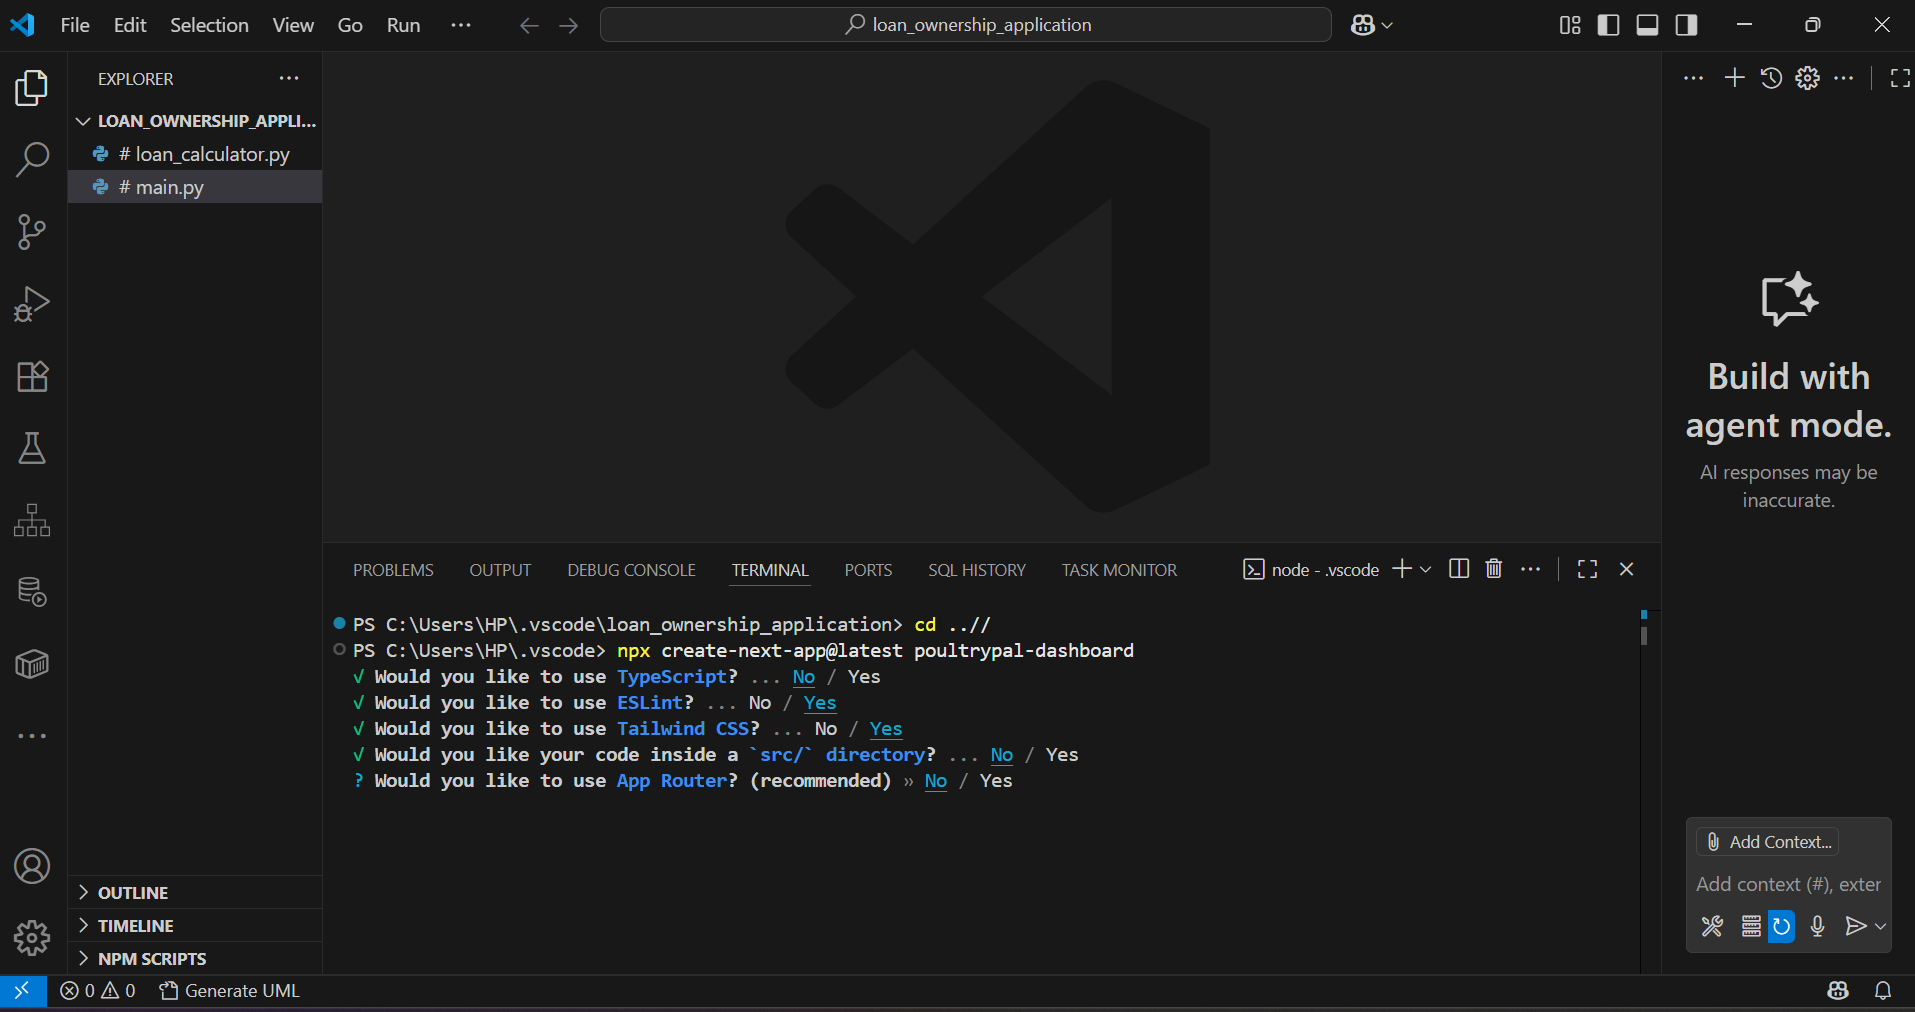 File Edit Selection View Go Run ...
loan_ownership_application
EXPLORER
LOAN_OWNERSHIP_APPLI...
# loan_calculator.py
# main.py
OUTLINE
TIMELINE
NPM SCRIPTS
PROBLEMS OUTPUT DEBUG CONSOLE TERMINAL PORTS SQL HISTORY TASK MONITOR
node - .vscode
PS C:\Users\HP\.vscode\loan_ownership_application> cd ..//
PS C:\Users\HP\.vscode> npx create-next-app@latest poultrypal-dashboard
√ Would you like to use TypeScript? ... No / Yes
√ Would you like to use ESLint? ... No / Yes
√ Would you like to use Tailwind CSS? ... No / Yes
√ Would you like your code inside a `src/` directory? ... No / Yes
? Would you like to use App Router? (recommended) » No / Yes
Build with
agent mode.
AI responses may be
inaccurate.
Add Context...
Add context (#), exter
0 0 Generate UML